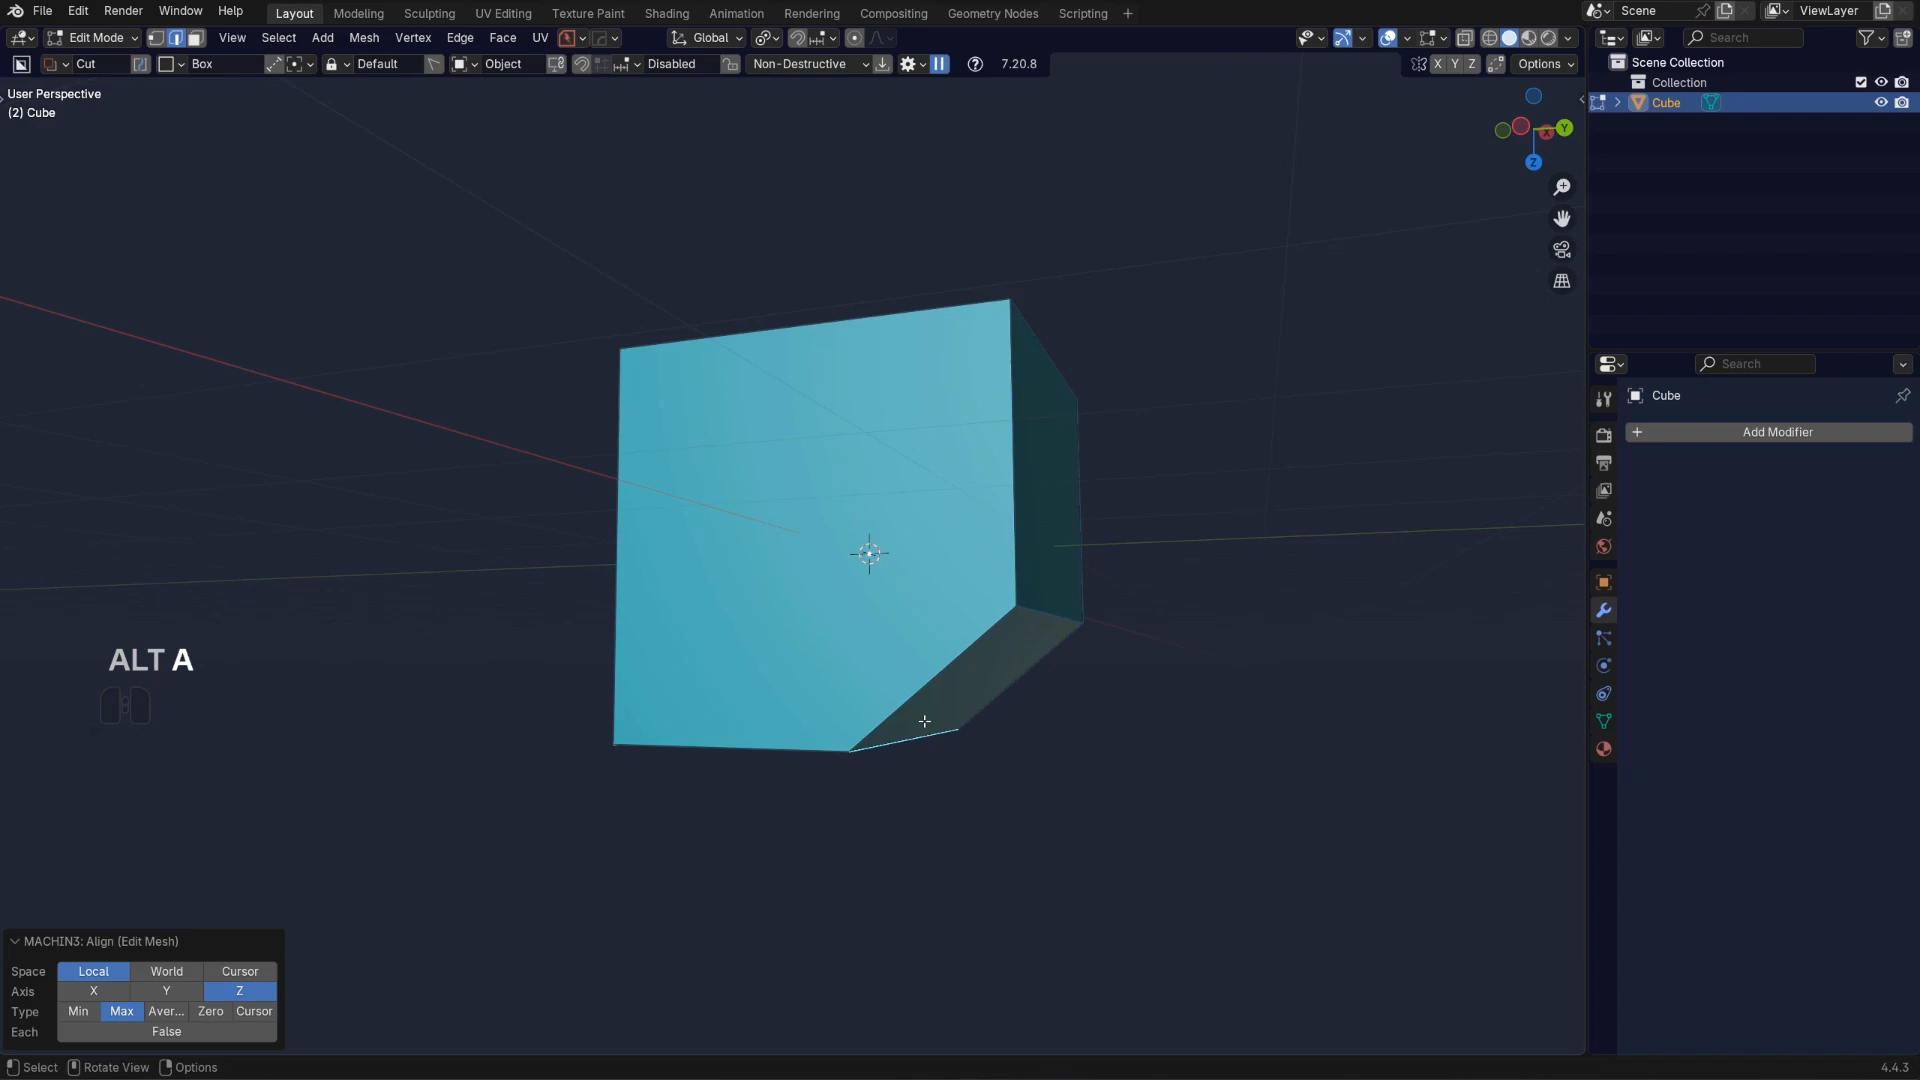 File Edit Render Window Help Layout Modeling Sculpting UV Editing Texture Paint Shading Animation Rendering Compositing Geometry Nodes Scripting + Scene ViewLayer
Edit Mode View Select Add Mesh Vertex Edge Face UV Global Search
Cut Box Default Object Disabled Non-Destructive 7.20.8 X Y Z Options
Scene Collection
Collection
Cube
User Perspective
(2) Cube
Y
X
Z
Search
Cube
+ Add Modifier
ALT A
MACHIN3: Align (Edit Mesh)
Space Local World Cursor
Axis X Y Z
Type Min Max Aver... Zero Cursor
Each False
Select Rotate View Options 4.4.3